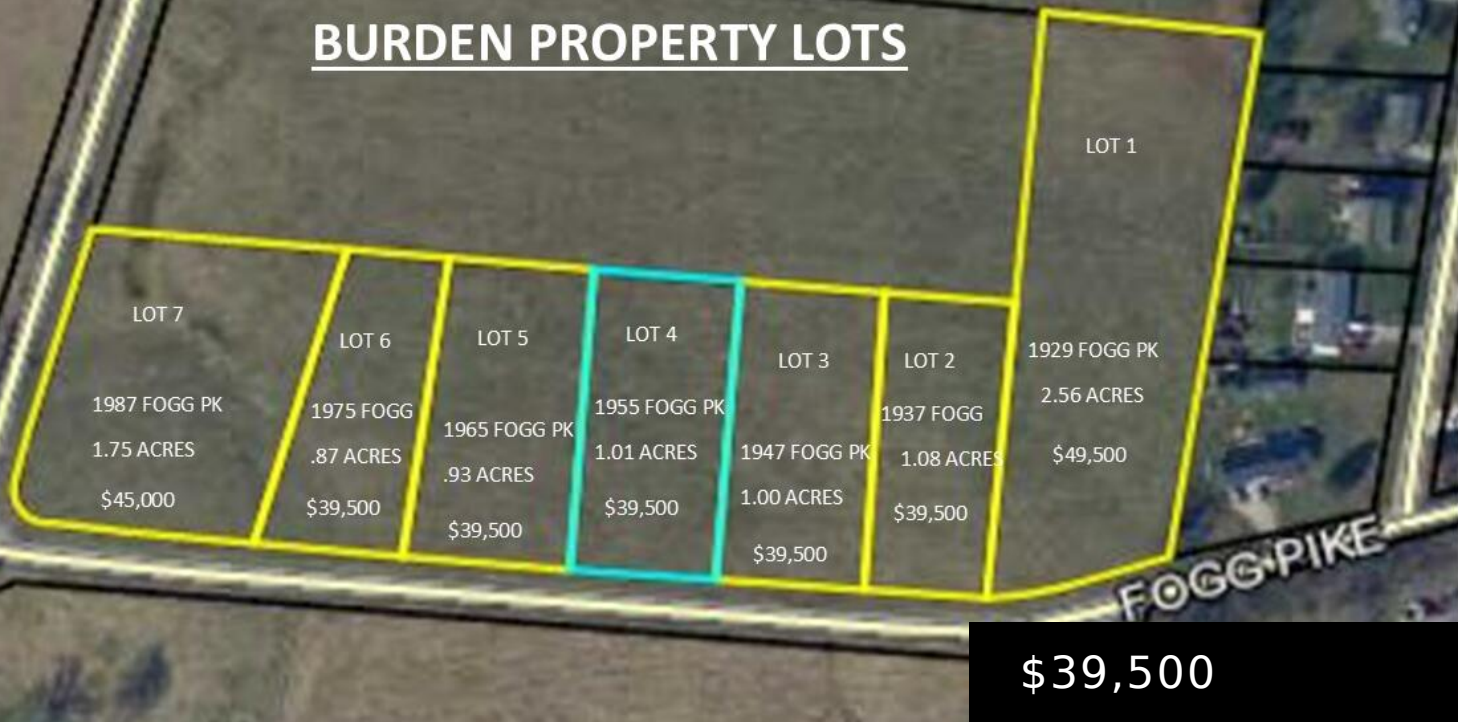 BURDEN PROPERTY LOTS
LOT 1
1929 FOGG PK
2.56 ACRES
$49,500
LOT 7
1987 FOGG PK
1.75 ACRES
$45,000
LOT 6
1975 FOGG
.87 ACRES
$39,500
LOT 5
1965 FOGG PK
.93 ACRES
$39,500
LOT 4
1955 FOGG PK
1.01 ACRES
$39,500
LOT 3
1947 FOGG PK
1.00 ACRES
$39,500
LOT 2
1937 FOGG
1.08 ACRES
$39,500
FOGG PIKE
$39,500